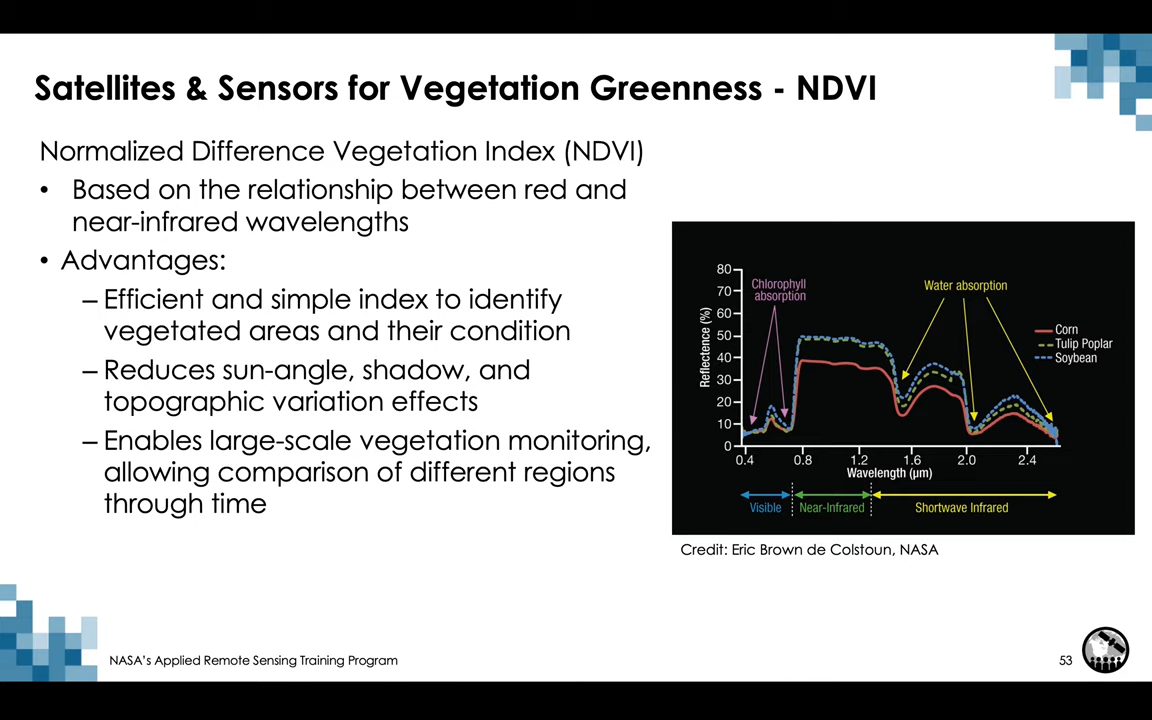 Satellites & Sensors for Vegetation Greenness - NDVI
Normalized Difference Vegetation Index (NDVI)
• Based on the relationship between red and
near-infrared wavelengths
• Advantages:
– Efficient and simple index to identify
vegetated areas and their condition
– Reduces sun-angle, shadow, and
topographic variation effects
– Enables large-scale vegetation monitoring,
allowing comparison of different regions
through time
Reflectence (%)
80
70
60
50
40
30
20
10
0
Chlorophyll
absorption
Water absorption
Corn
Tulip Poplar
Soybean
0.4 0.8 1.2 1.6 2.0 2.4
Wavelength (µm)
Visible Near-Infrared Shortwave Infrared
Credit: Eric Brown de Colstoun, NASA
NASA's Applied Remote Sensing Training Program
53